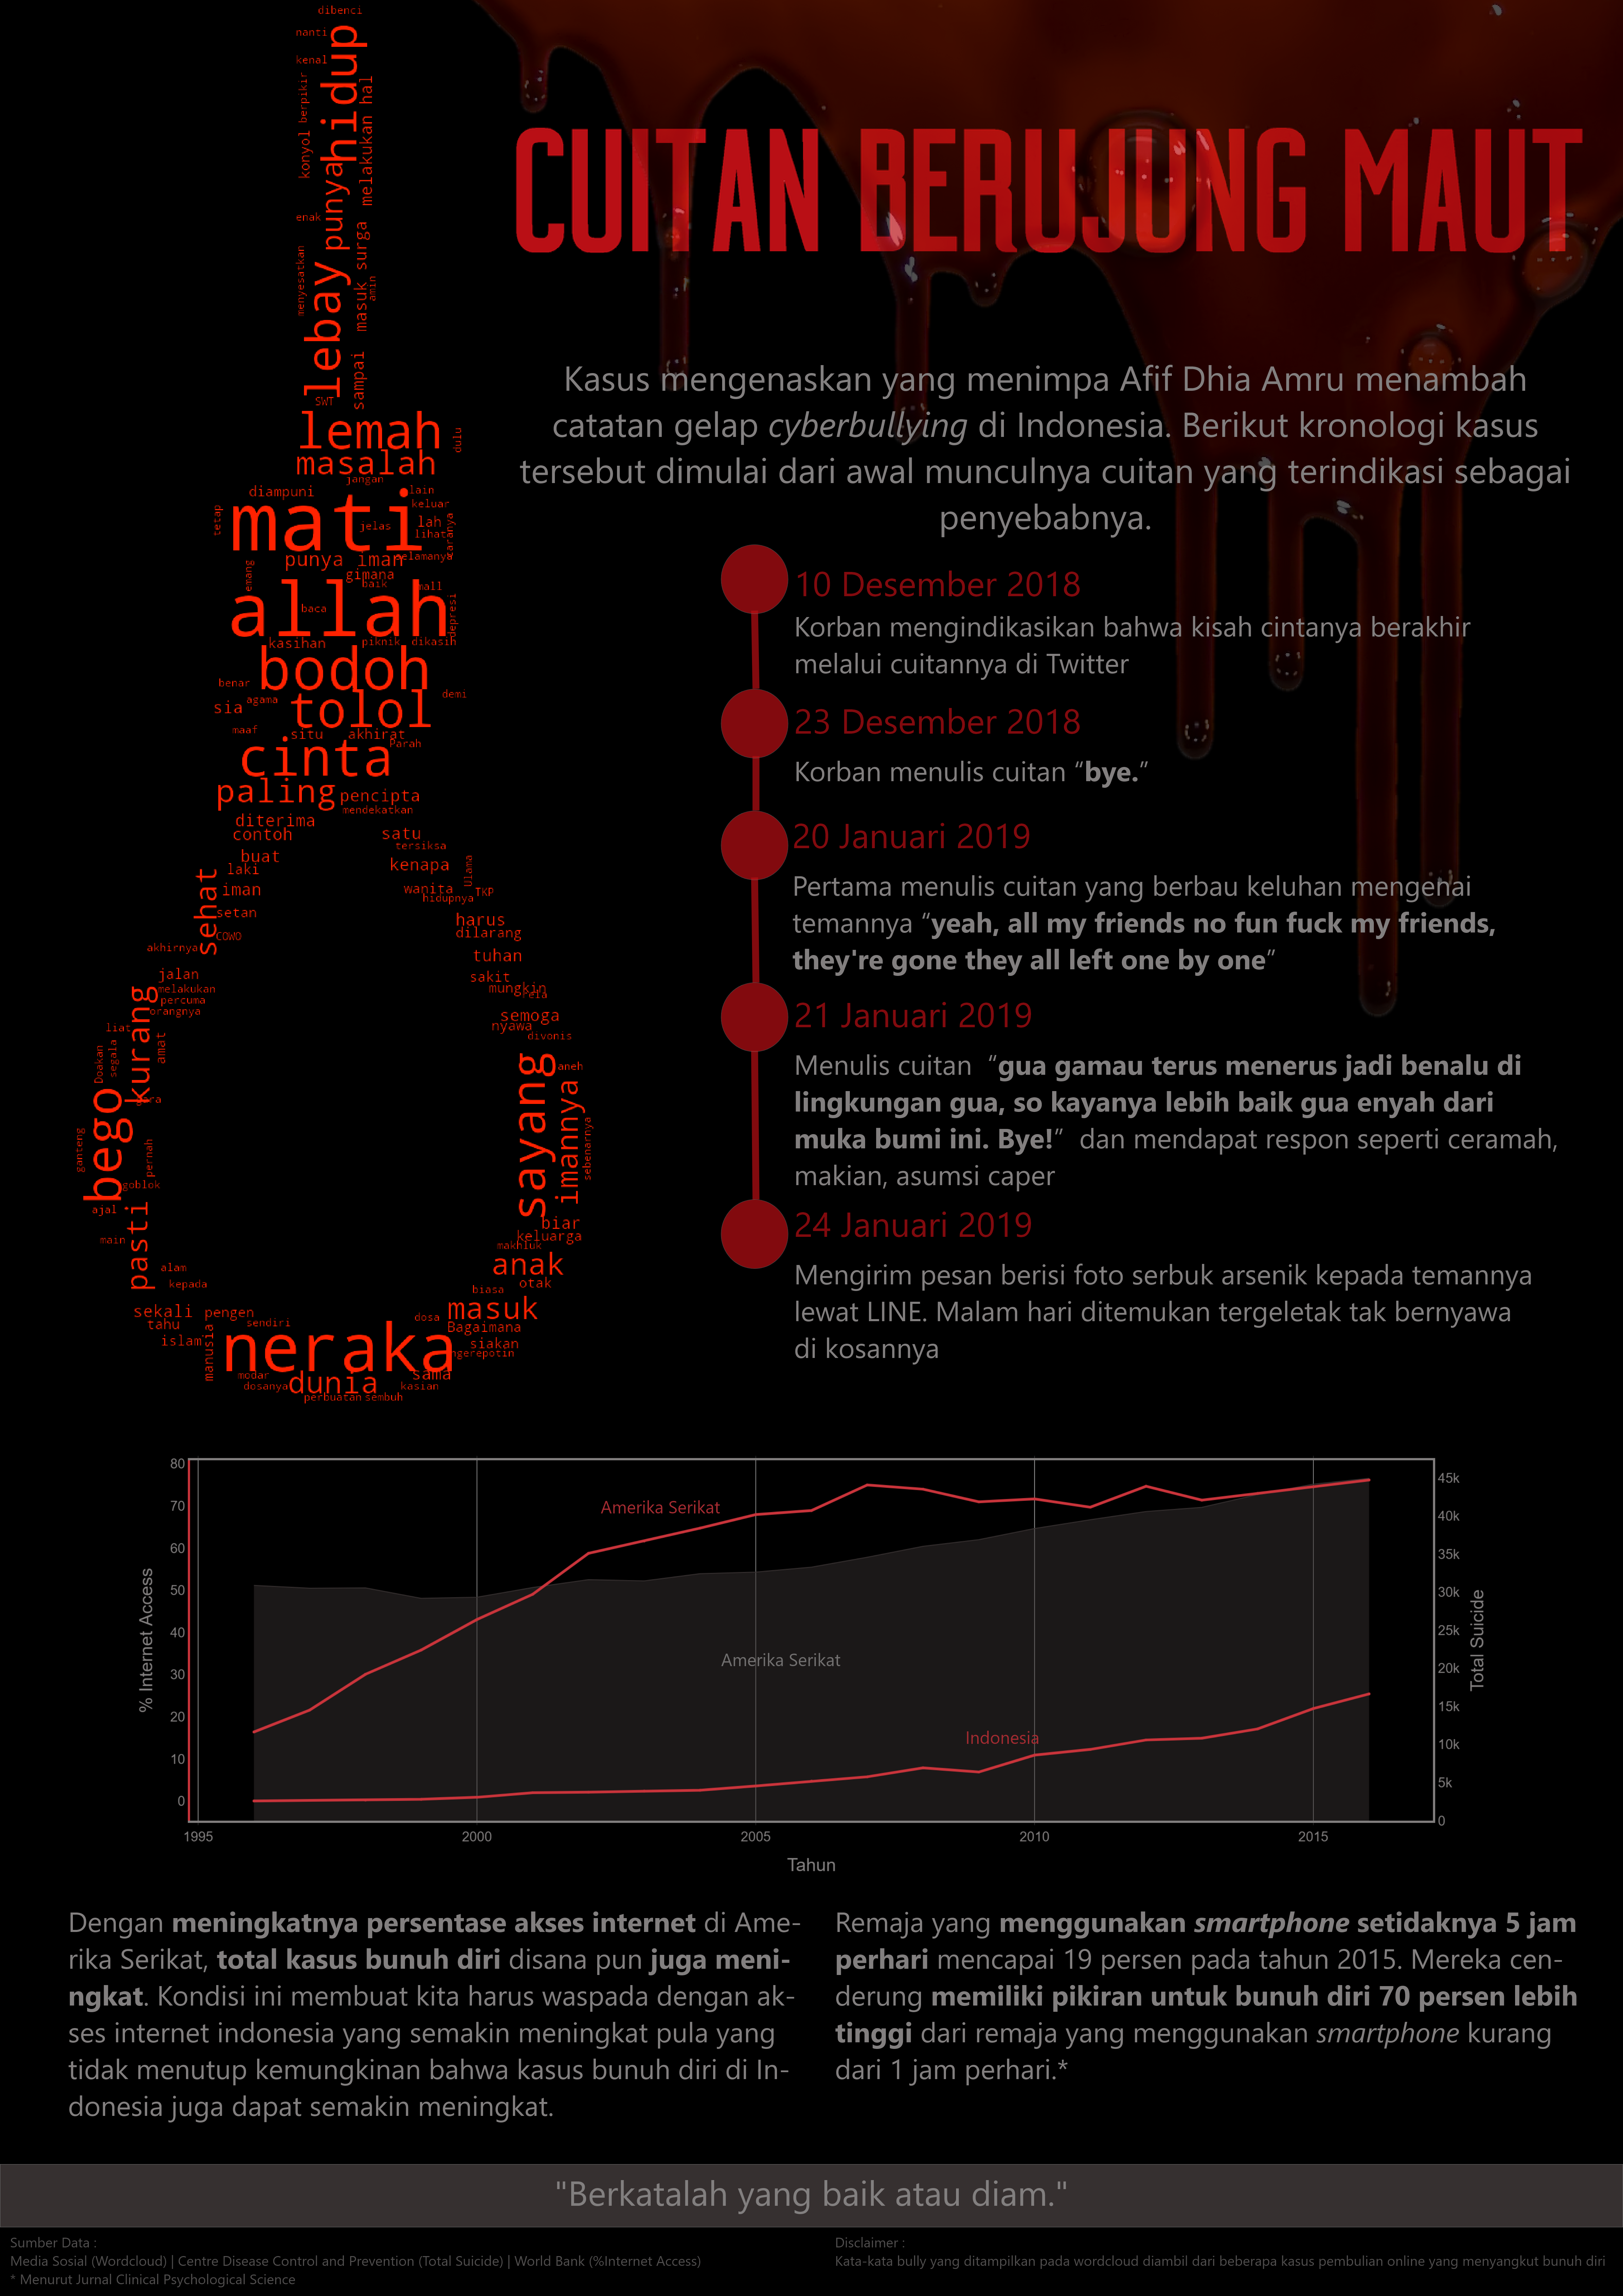 CUITAN BERUJUNG MAUT
Kasus mengenaskan yang menimpa Afif Dhia Amru menambah
catatan gelap cyberbullying di Indonesia. Berikut kronologi kasus
tersebut dimulai dari awal munculnya cuitan yang terindikasi sebagai
penyebabnya.
dibenci
nanti
hidup
kenal
berpikir
konyol
melakukan hal
punya
enak
menyesatkan
masuk surga
amin
lebay
sampai
SWT
lemah
dulu
masalah
jangan
diampuni
lain
keluar
tetap
mati
jelas
lah
lihat
caranya
punya iman
selamanya
gimana
emang
baik
mall
allah
baca
depresi
kasihan
piknik
dikasih
bodoh
benar
demi
agama
sia
tolol
maaf
situ
akhirat
Parah
cinta
paling
pencipta
mendekatkan
diterima
contoh
satu
tersiksa
buat
kenapa
laki
sehat
iman
wanita
Ulama
TKP
hidupnya
setan
harus
COWO
dilarang
akhirnya
tuhan
jalan
sakit
melakukan
mungkin
rela
percuma
orangnya
kurang
semoga
nyawa
liat
divonis
amat
segala
Doakan
sayang
aneh
imannya
gara
bego
sebenarnya
ganteng
pernah
goblok
ajal
pasti
biar
main
keluarga
makhluk
anak
alam
otak
kepada
biasa
masuk
sekali
pengen
dosa
tahu
sendiri
Bagaimana
islam
manusia
neraka
siakan
ngerepotin
modar
dunia
sama
dosanya
kasian
perbuatan
sembuh
10 Desember 2018
Korban mengindikasikan bahwa kisah cintanya berakhir
melalui cuitannya di Twitter
23 Desember 2018
Korban menulis cuitan “bye.”
20 Januari 2019
Pertama menulis cuitan yang berbau keluhan mengenai
temannya “yeah, all my friends no fun fuck my friends,
they're gone they all left one by one”
21 Januari 2019
Menulis cuitan “gua gamau terus menerus jadi benalu di
lingkungan gua, so kayanya lebih baik gua enyah dari
muka bumi ini. Bye!” dan mendapat respon seperti ceramah,
makian, asumsi caper
24 Januari 2019
Mengirim pesan berisi foto serbuk arsenik kepada temannya
lewat LINE. Malam hari ditemukan tergeletak tak bernyawa
di kosannya
% Internet Access
80
70
60
50
40
30
20
10
0
Amerika Serikat
Amerika Serikat
Indonesia
45k
40k
35k
30k
25k
20k
15k
10k
5k
0
Total Suicide
1995 2000 2005 2010 2015
Tahun
Dengan meningkatnya persentase akses internet di Ame-
rika Serikat, total kasus bunuh diri disana pun juga meni-
ngkat. Kondisi ini membuat kita harus waspada dengan ak-
ses internet indonesia yang semakin meningkat pula yang
tidak menutup kemungkinan bahwa kasus bunuh diri di In-
donesia juga dapat semakin meningkat.
Remaja yang menggunakan smartphone setidaknya 5 jam
perhari mencapai 19 persen pada tahun 2015. Mereka cen-
derung memiliki pikiran untuk bunuh diri 70 persen lebih
tinggi dari remaja yang menggunakan smartphone kurang
dari 1 jam perhari.*
"Berkatalah yang baik atau diam."
Sumber Data :
Media Sosial (Wordcloud) | Centre Disease Control and Prevention (Total Suicide) | World Bank (%Internet Access)
* Menurut Jurnal Clinical Psychological Science
Disclaimer :
Kata-kata bully yang ditampilkan pada wordcloud diambil dari beberapa kasus pembulian online yang menyangkut bunuh diri